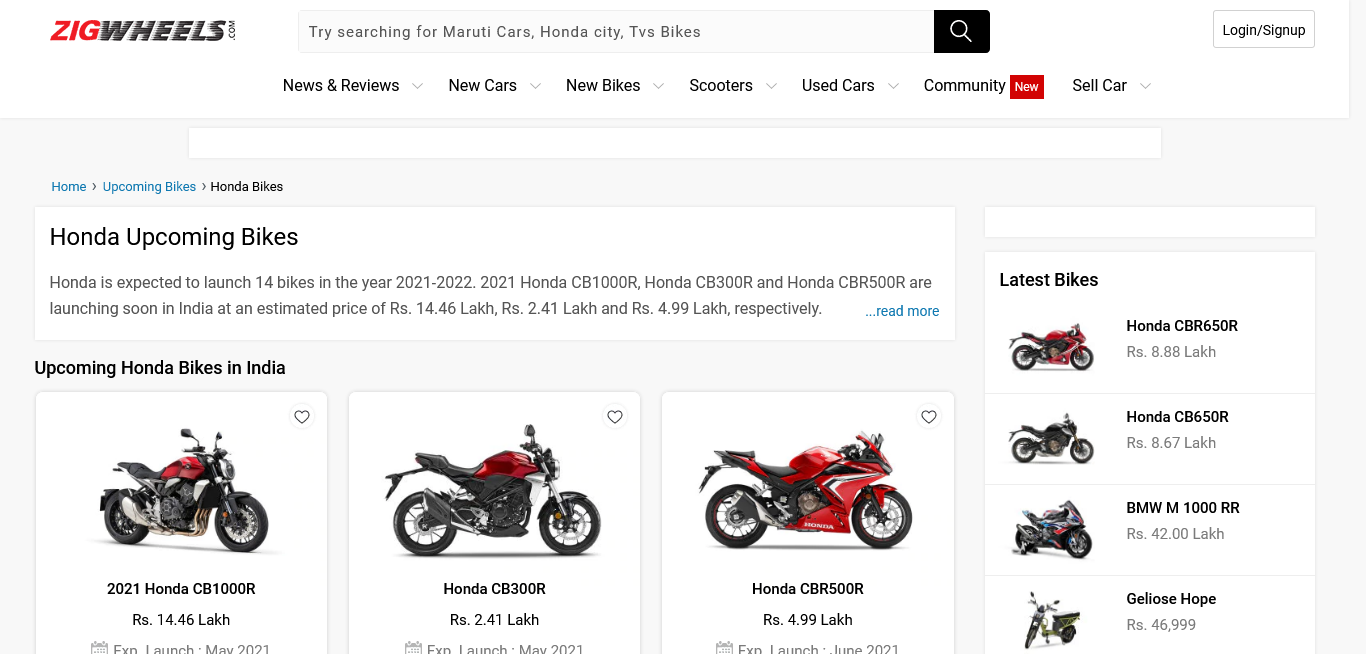 ZIGWHEELS.COM
Try searching for Maruti Cars, Honda city, Tvs Bikes
Login/Signup
News & Reviews New Cars New Bikes Scooters Used Cars Community New Sell Car
Home › Upcoming Bikes › Honda Bikes
Honda Upcoming Bikes
Honda is expected to launch 14 bikes in the year 2021-2022. 2021 Honda CB1000R, Honda CB300R and Honda CBR500R are
launching soon in India at an estimated price of Rs. 14.46 Lakh, Rs. 2.41 Lakh and Rs. 4.99 Lakh, respectively. ...read more
Upcoming Honda Bikes in India
HONDA
2021 Honda CB1000R Honda CB300R Honda CBR500R
Rs. 14.46 Lakh Rs. 2.41 Lakh Rs. 4.99 Lakh
Exp. Launch : May 2021 Exp. Launch : May 2021 Exp. Launch : June 2021
Latest Bikes
Honda CBR650R
Rs. 8.88 Lakh
Honda CB650R
Rs. 8.67 Lakh
BMW M 1000 RR
Rs. 42.00 Lakh
Geliose Hope
Rs. 46,999